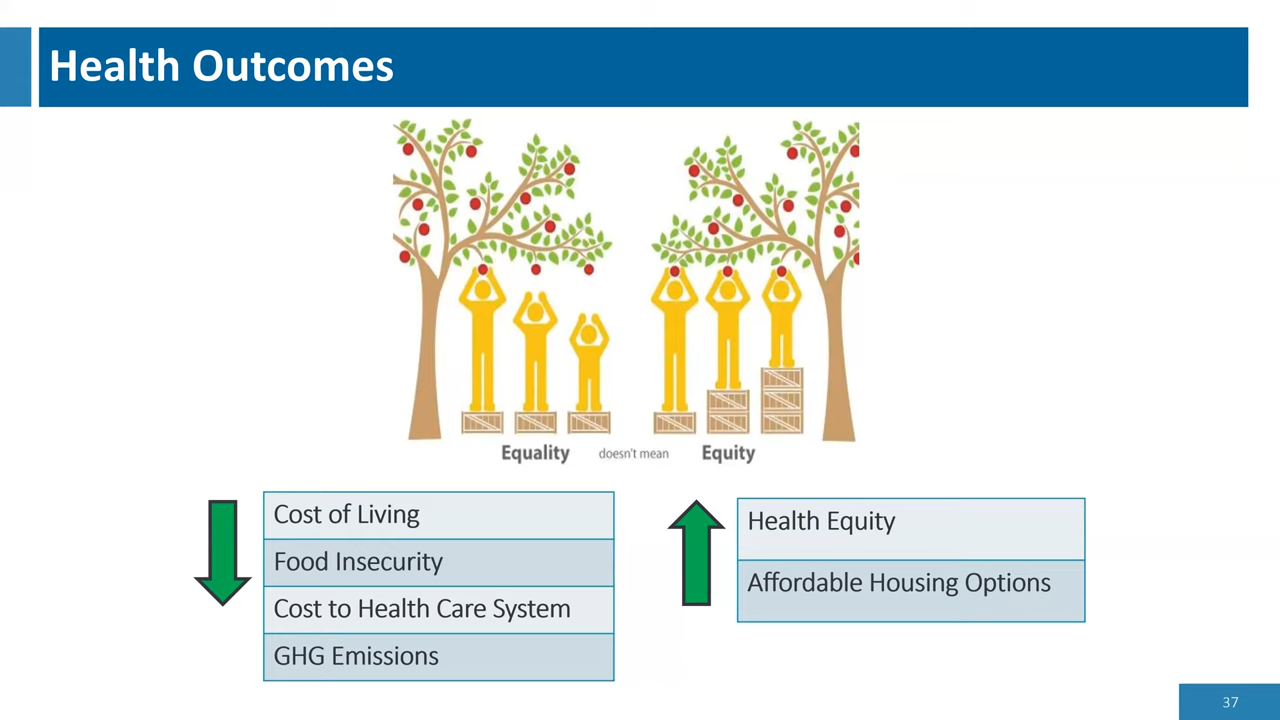 Health Outcomes
Equality doesn't mean Equity
Cost of Living
Food Insecurity
Cost to Health Care System
GHG Emissions
Health Equity
Affordable Housing Options
37